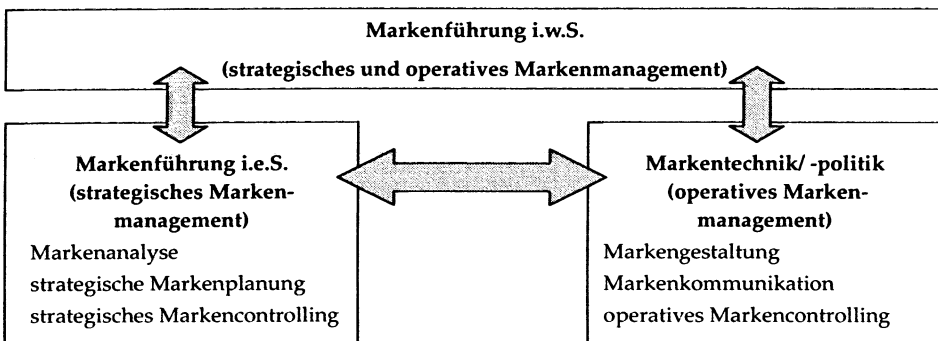 Markenführung i.w.S.
(strategisches und operatives Markenmanagement)
Markenführung i.e.S.
(strategisches Marken-
management)
Markenanalyse
strategische Markenplanung
strategisches Markencontrolling
Markentechnik/ -politik
(operatives Marken-
management)
Markengestaltung
Markenkommunikation
operatives Markencontrolling